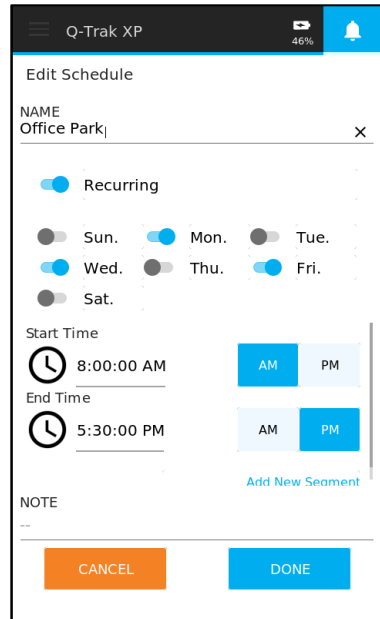 Q-Trak XP
46%
Edit Schedule
NAME
Office Park
Recurring
Sun. Mon. Tue.
Wed. Thu. Fri.
Sat.
Start Time
8:00:00 AM AM PM
End Time
5:30:00 PM AM PM
Add New Segment
NOTE
--
CANCEL DONE